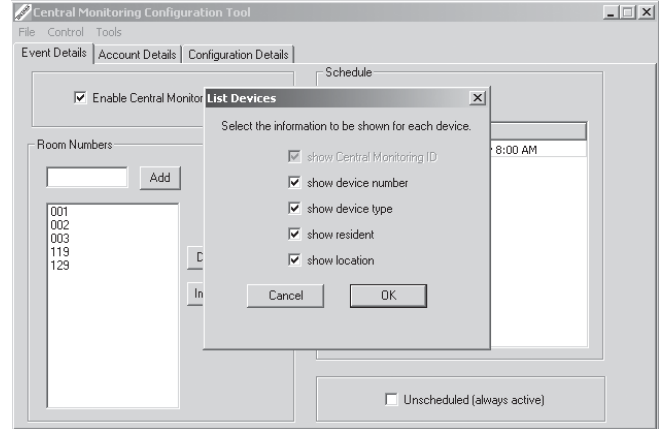 Central Monitoring Configuration Tool
File Control Tools
Event Details Account Details Configuration Details
Schedule
Enable Central Monitor
List Devices
Select the information to be shown for each device.
8:00 AM
Room Numbers
show Central Monitoring ID
Add
show device number
show device type
001
002
003
119
129
show resident
show location
D
In
Cancel OK
Unscheduled (always active)